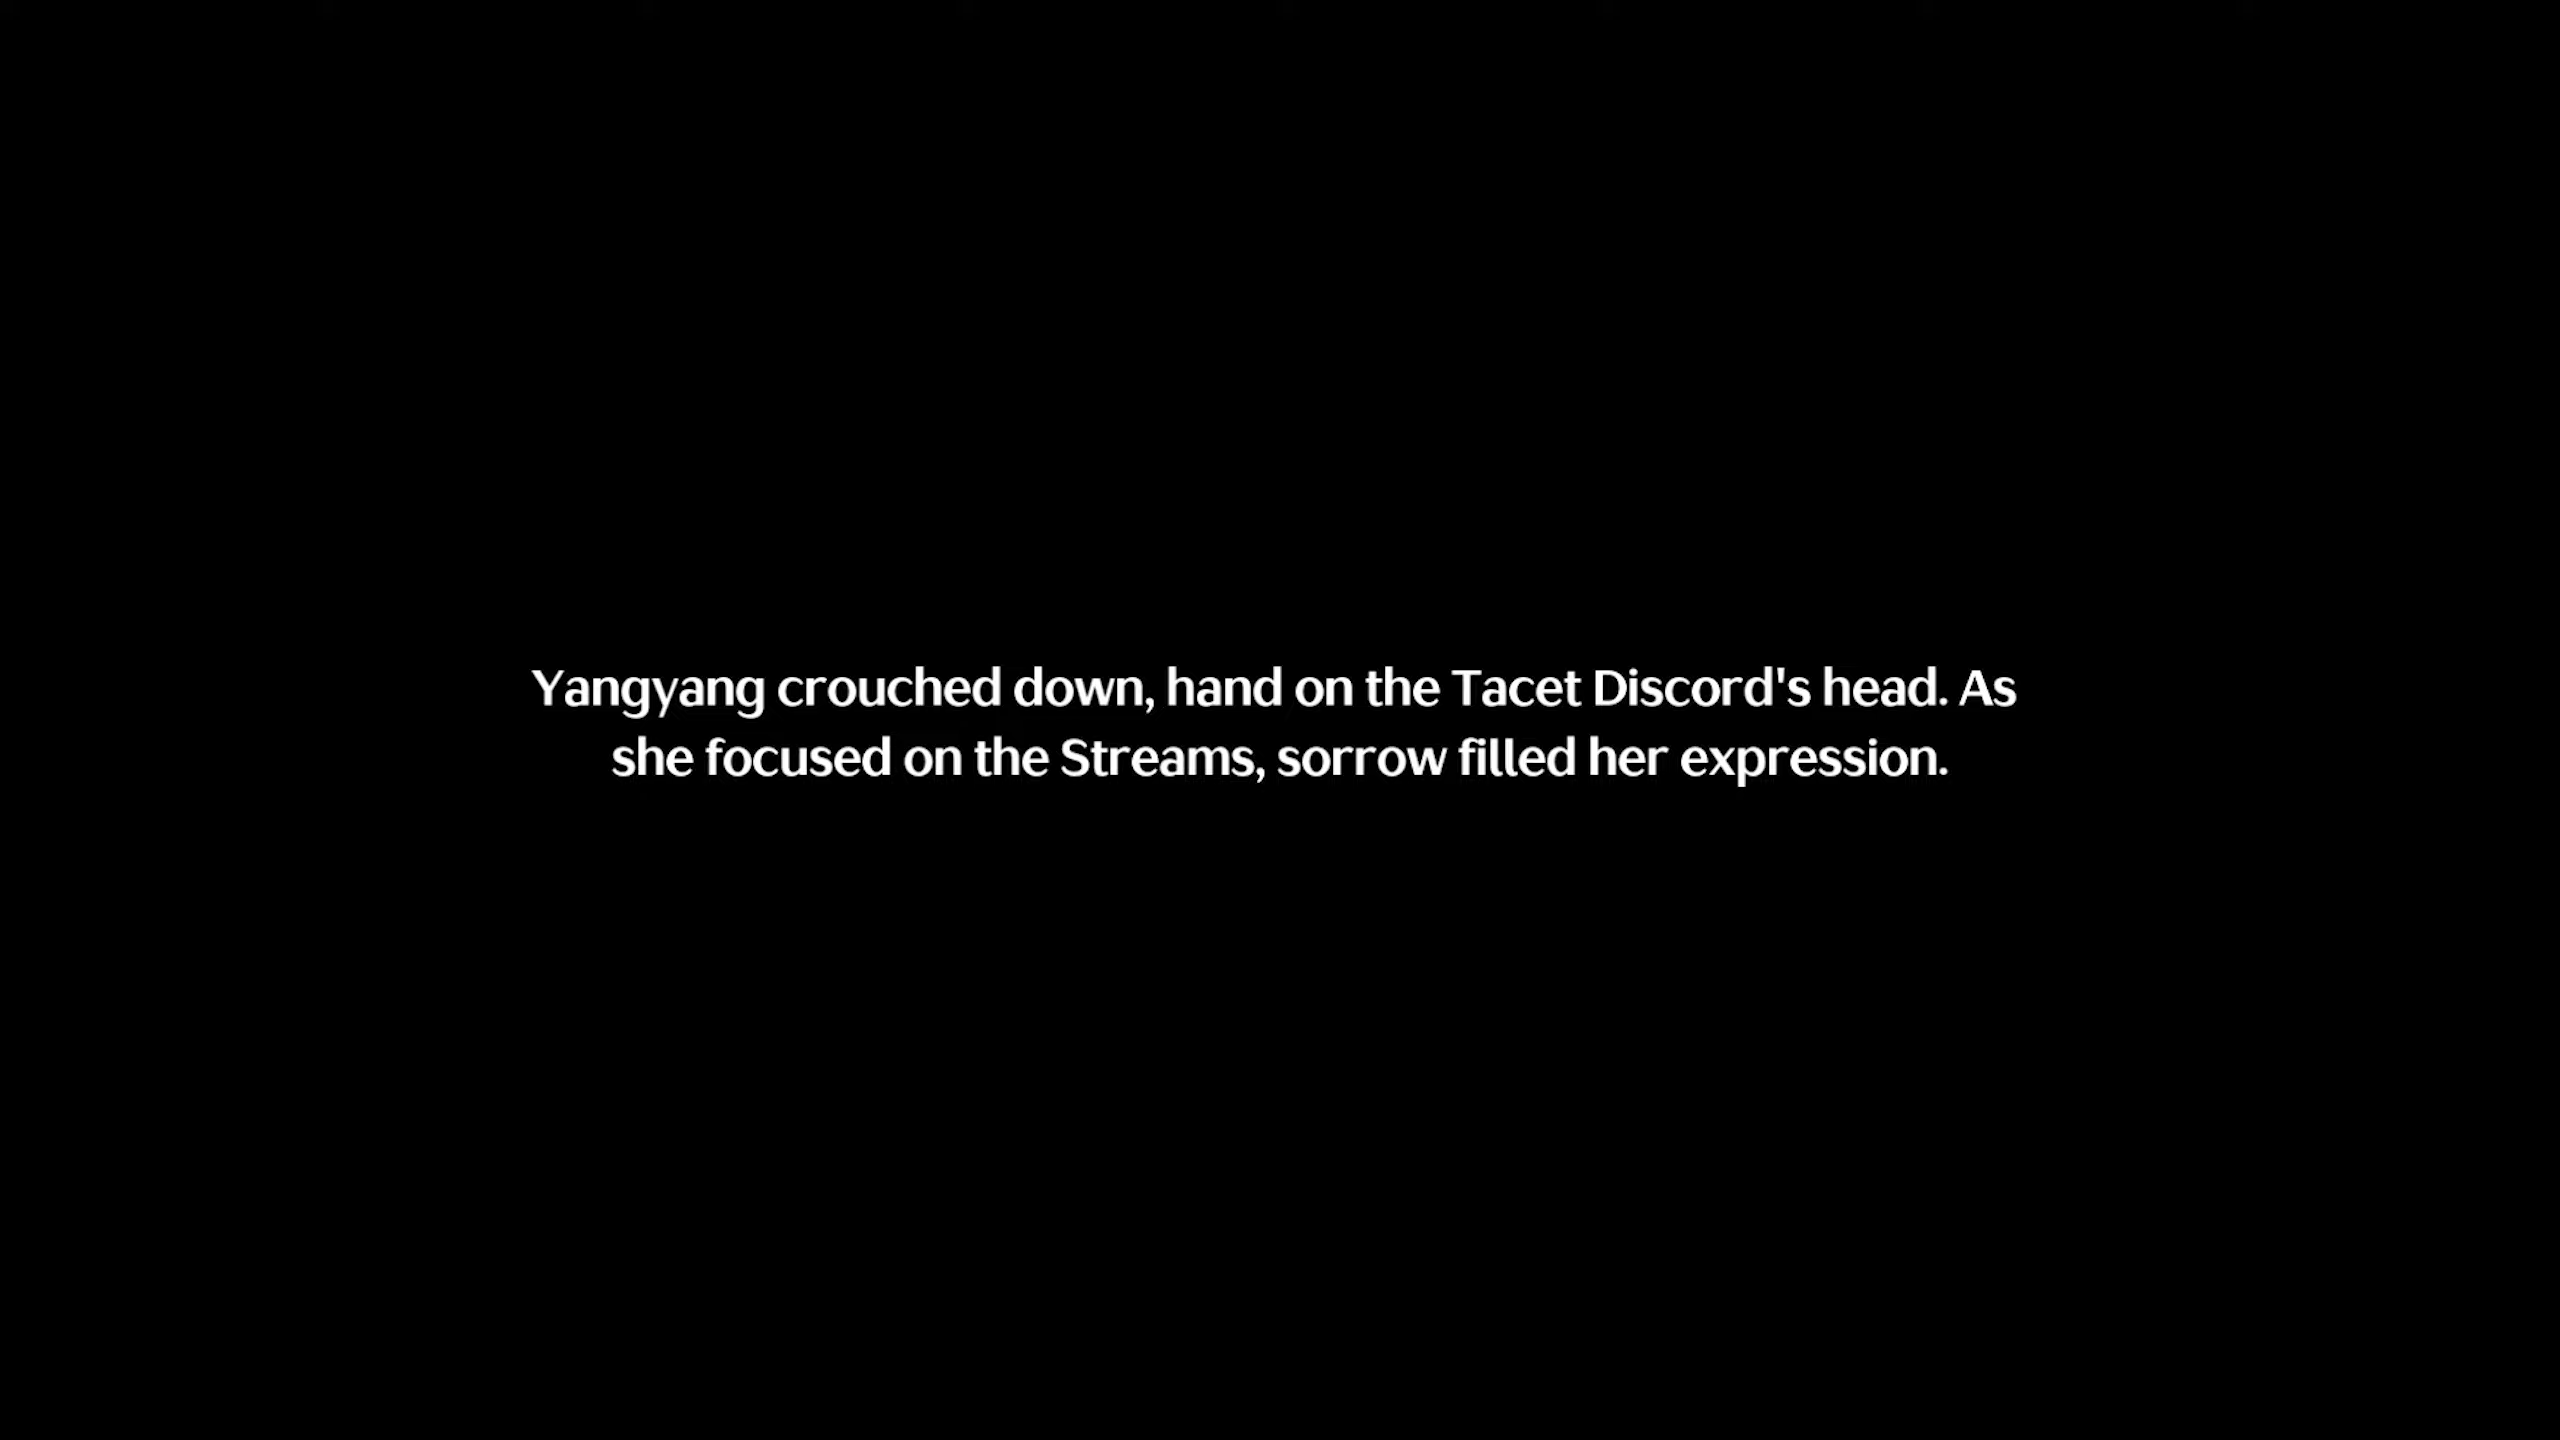 Yangyang crouched down, hand on the Tacet Discord's head. As
she focused on the Streams, sorrow filled her expression.